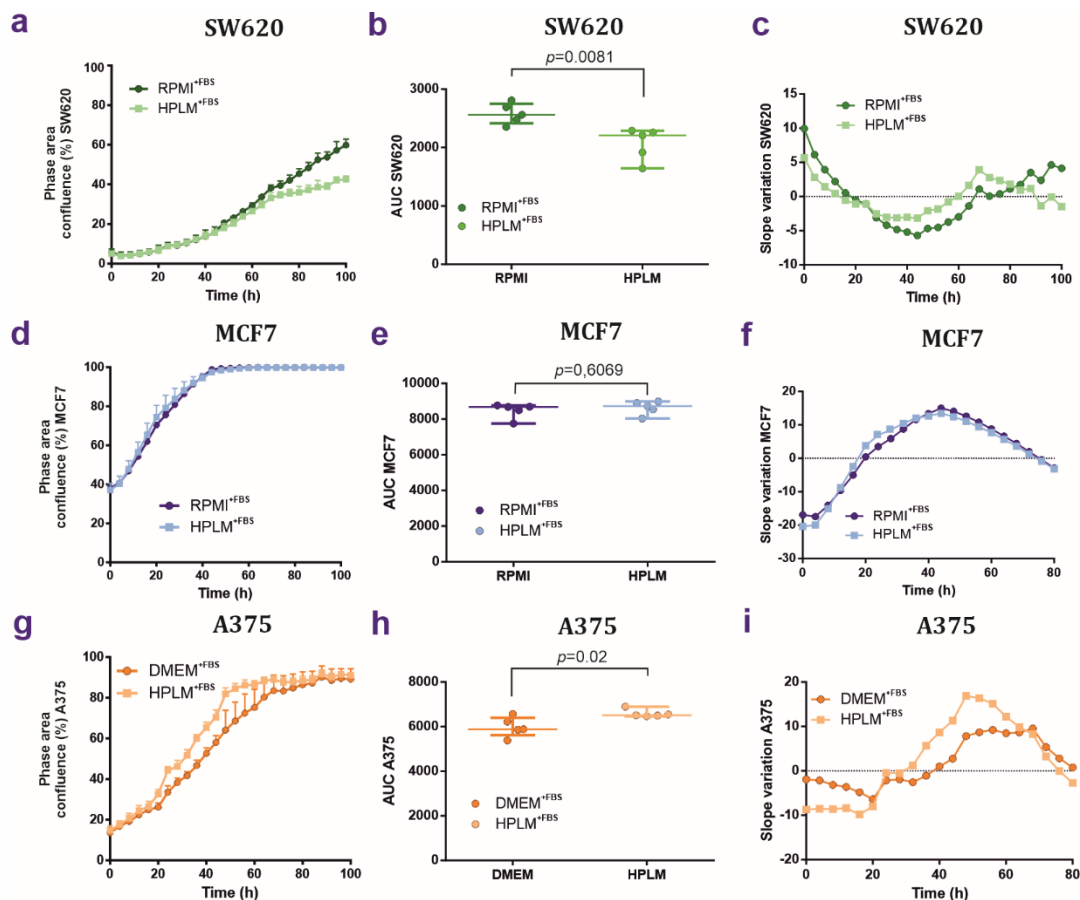 a
SW620
Phase area
confluence (%) SW620
100
80
60
40
20
0
RPMI+FBS
HPLM+FBS
0 20 40 60 80 100
Time (h)
b
SW620
p=0.0081
AUC SW620
3000
2000
1000
0
RPMI+FBS
HPLM+FBS
RPMI HPLM
c
SW620
Slope variation SW620
15
10
5
0
-5
-10
RPMI+FBS
HPLM+FBS
0 20 40 60 80 100
Time (h)
d
MCF7
Phase area
confluence (%) MCF7
100
80
60
40
20
0
RPMI+FBS
HPLM+FBS
0 20 40 60 80 100
Time (h)
e
MCF7
p=0,6069
AUC MCF7
10000
8000
6000
4000
2000
0
RPMI+FBS
HPLM+FBS
RPMI HPLM
f
MCF7
Slope variation MCF7
20
10
0
-10
-20
-30
RPMI+FBS
HPLM+FBS
0 20 40 60 80
Time (h)
g
A375
Phase area
confluence (%) A375
100
80
60
40
20
0
DMEM+FBS
HPLM+FBS
0 20 40 60 80 100
Time (h)
h
A375
p=0.02
AUC A375
8000
6000
4000
2000
0
DMEM+FBS
HPLM+FBS
DMEM HPLM
i
A375
Slope variation A375
20
10
0
-10
-20
DMEM+FBS
HPLM+FBS
0 20 40 60 80
Time (h)